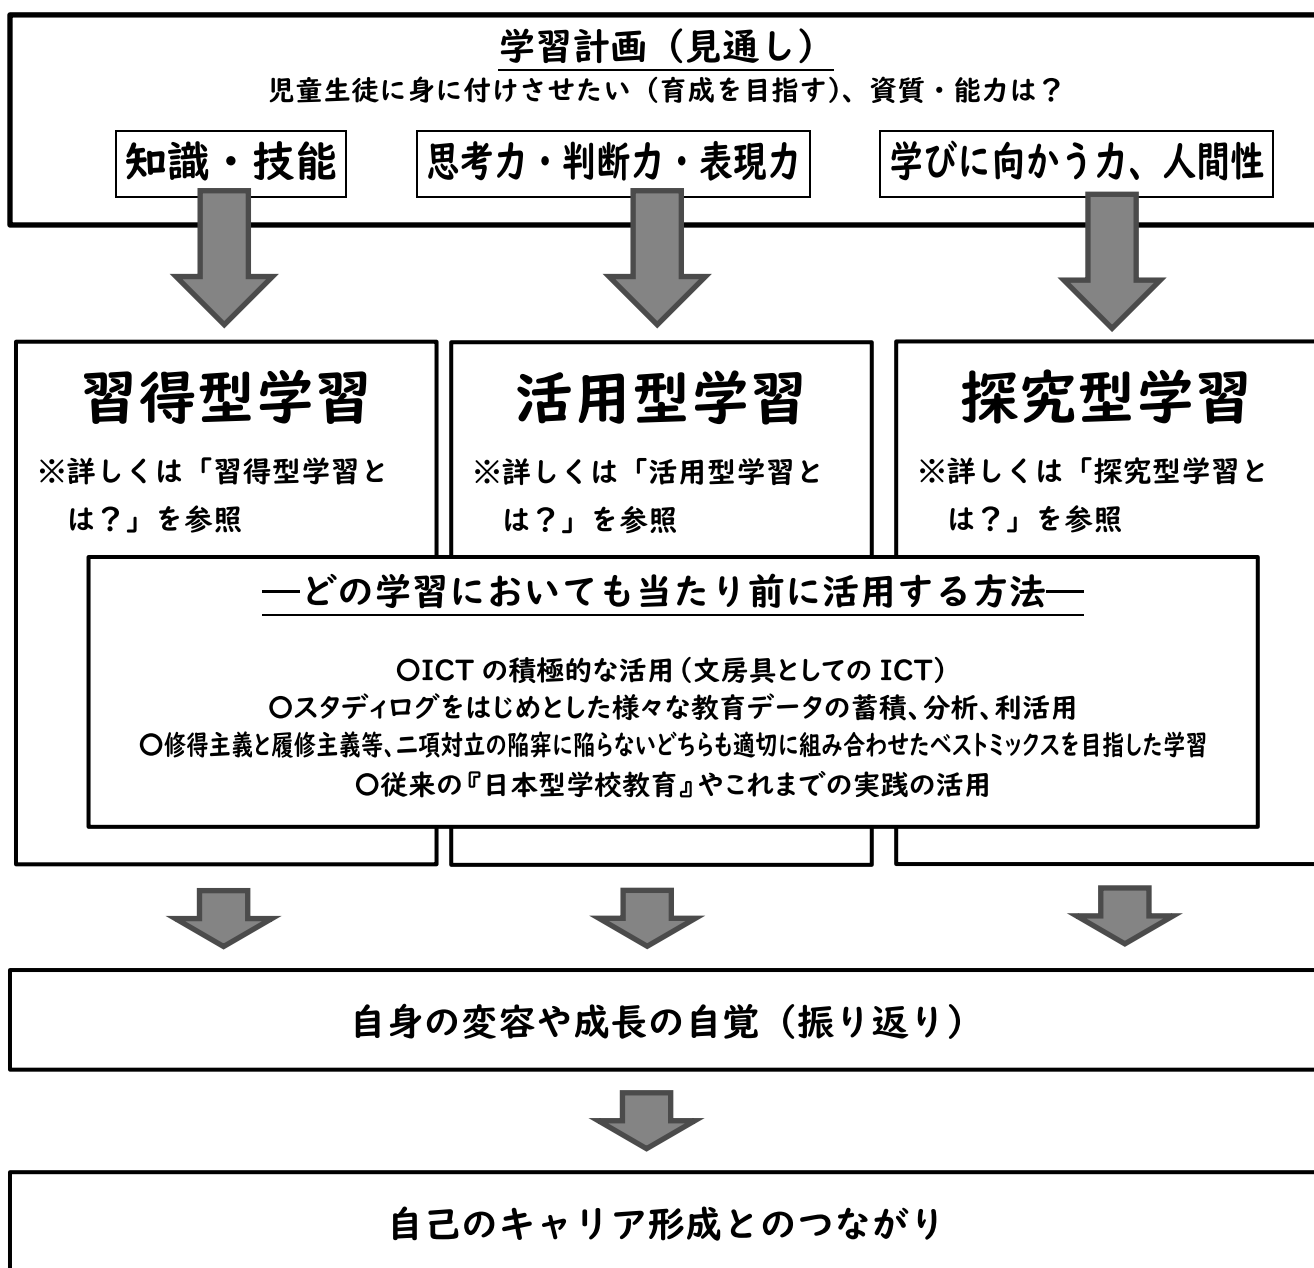 学習計画（見通し）
児童生徒に身に付けさせたい（育成を目指す）、資質・能力は？
知識・技能
思考力・判断力・表現力
学びに向かう力、人間性
習得型学習
※詳しくは「習得型学習と
は？」を参照
活用型学習
※詳しくは「活用型学習と
は？」を参照
探究型学習
※詳しくは「探究型学習と
は？」を参照
―どの学習においても当たり前に活用する方法―
○ICT の積極的な活用（文房具としての ICT）
○スタディログをはじめとした様々な教育データの蓄積、分析、利活用
○修得主義と履修主義等、二項対立の陥穽に陥らないどちらも適切に組み合わせたベストミックスを目指した学習
○従来の『日本型学校教育』やこれまでの実践の活用
自身の変容や成長の自覚（振り返り）
自己のキャリア形成とのつながり